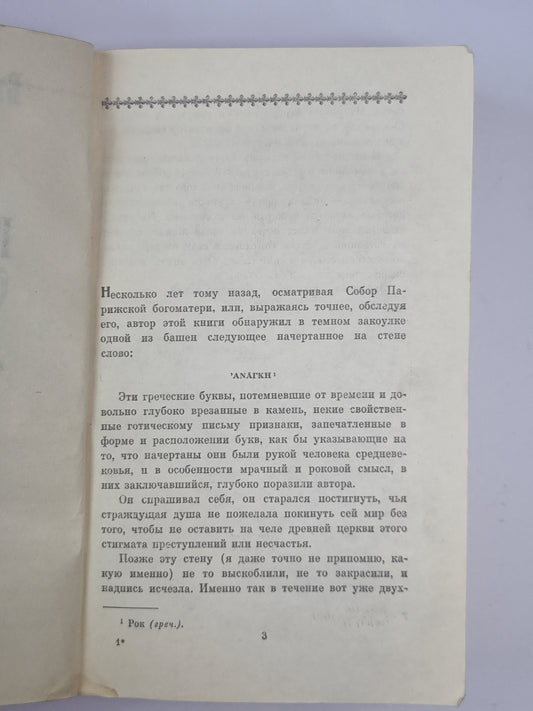 Несколько лет тому назад, осматривая Собор Па-
рижской богоматери, или, выражаясь точнее, обследуя
его, автор этой книги обнаружил в темном закоулке
одной из башен следующее начертанное на стене
слово:
'ΑΝΑΓΚΗ ¹
Эти греческие буквы, потемневшие от времени и до-
вольно глубоко врезанные в камень, некие свойствен-
ные готическому письму признаки, запечатленные в
форме и расположении букв, как бы указывающие на
то, что начертаны они были рукой человека средневе-
ковья, и в особенности мрачный и роковой смысл, в
них заключавшийся, глубоко поразили автора.
Он спрашивал себя, он старался постигнуть, чья
страждущая душа не пожелала покинуть сей мир без
того, чтобы не оставить на челе древней церкви этого
стигмата преступлений или несчастья.
Позже эту стену (я даже точно не припомню, ка-
кую именно) не то выскоблили, не то закрасили, и
надпись исчезла. Именно так в течение вот уже двух-
¹ Рок (греч.).
1*
3